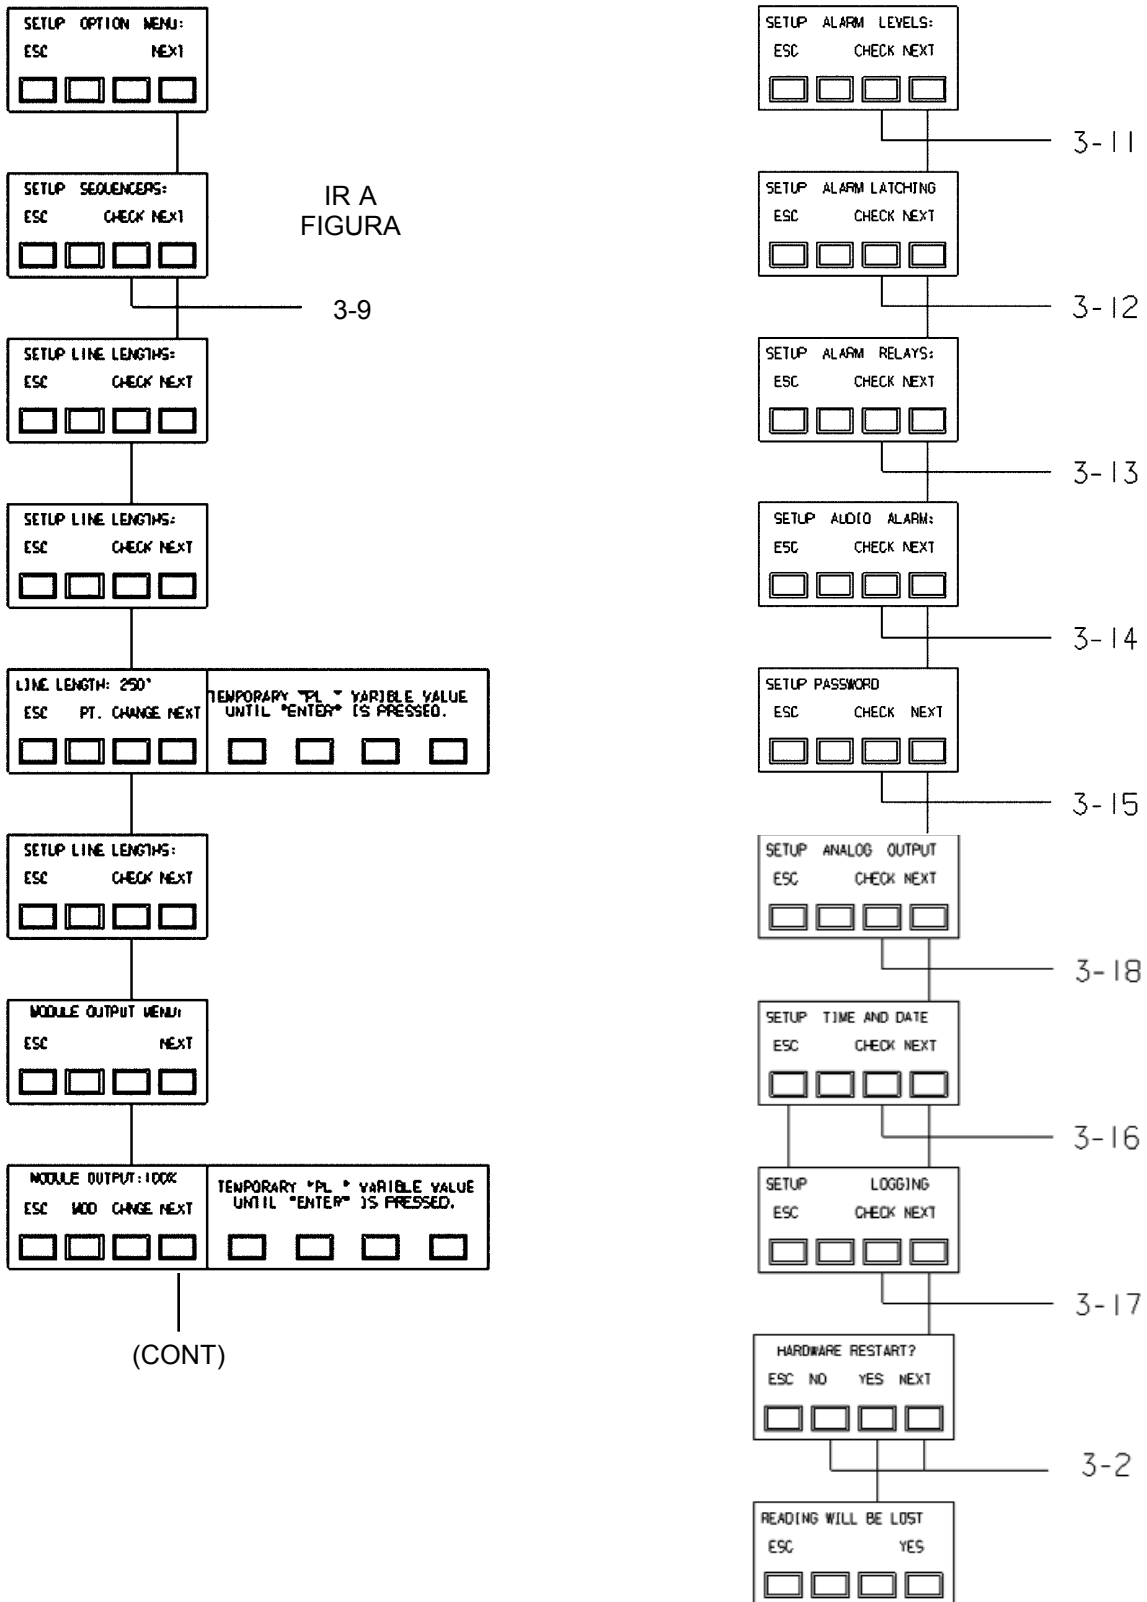 SETUP OPTION MENU:
ESC NEXT
SETUP SEQUENCERS:
ESC CHECK NEXT
IR A
FIGURA
3-9
SETUP LINE LENGTHS:
ESC CHECK NEXT
SETUP LINE LENGTHS:
ESC CHECK NEXT
LINE LENGTH: 250'
ESC PT. CHANGE NEXT
TEMPORARY "PL " VARIBLE VALUE
UNTIL "ENTER" IS PRESSED.
SETUP LINE LENGTHS:
ESC CHECK NEXT
MODULE OUTPUT MENU:
ESC NEXT
MODULE OUTPUT:100%
ESC MOD CHNGE NEXT
TEMPORARY "PL " VARIBLE VALUE
UNTIL "ENTER" IS PRESSED.
(CONT)
SETUP ALARM LEVELS:
ESC CHECK NEXT
3-11
SETUP ALARM LATCHING
ESC CHECK NEXT
3-12
SETUP ALARM RELAYS:
ESC CHECK NEXT
3-13
SETUP AUDIO ALARM:
ESC CHECK NEXT
3-14
SETUP PASSWORD
ESC CHECK NEXT
3-15
SETUP ANALOG OUTPUT
ESC CHECK NEXT
3-18
SETUP TIME AND DATE
ESC CHECK NEXT
3-16
SETUP LOGGING
ESC CHECK NEXT
3-17
HARDWARE RESTART?
ESC NO YES NEXT
3-2
READING WILL BE LOST
ESC YES